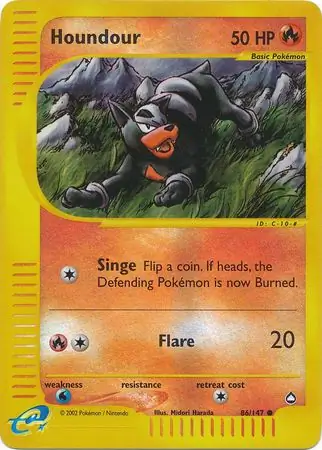 Houndour 50 HP
Basic Pokémon
ID: C-10-#
Singe Flip a coin. If heads, the
Defending Pokémon is now Burned.
Flare 20
weakness resistance retreat cost
© 2002 Pokémon / Nintendo Illus. Midori Harada 86/147
e